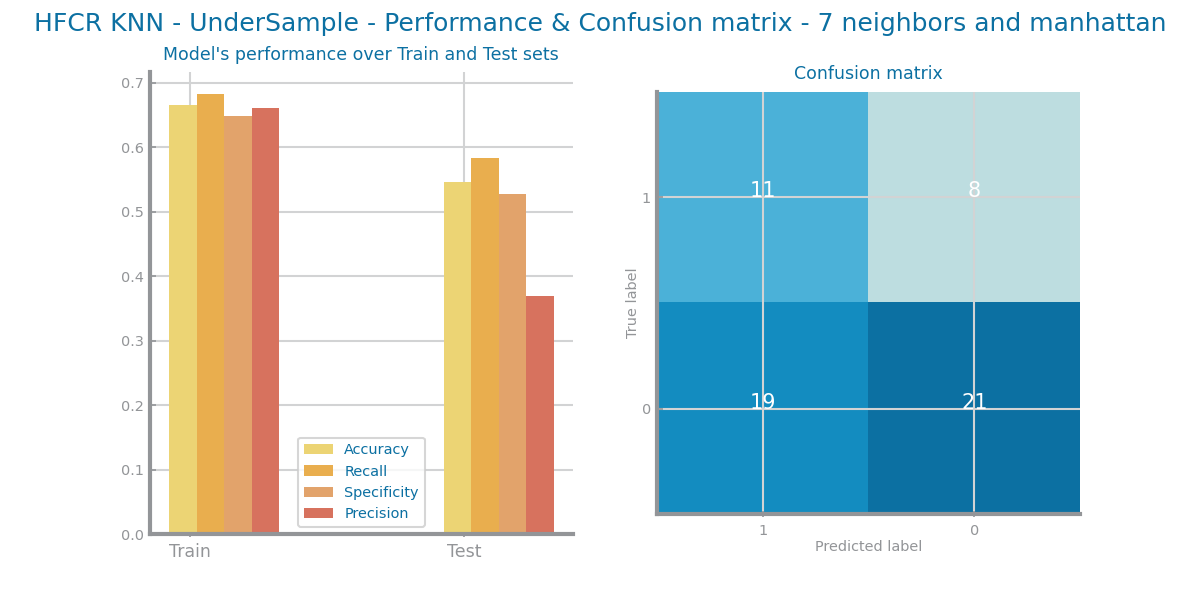 HFCR KNN - UnderSample - Performance & Confusion matrix - 7 neighbors and manhattan
Model's performance over Train and Test sets
0.7
0.6
0.5
0.4
0.3
0.2
0.1
0.0
Accuracy
Recall
Specificity
Precision
Train
Test
Confusion matrix
True label
1
0
11
8
19
21
1
0
Predicted label